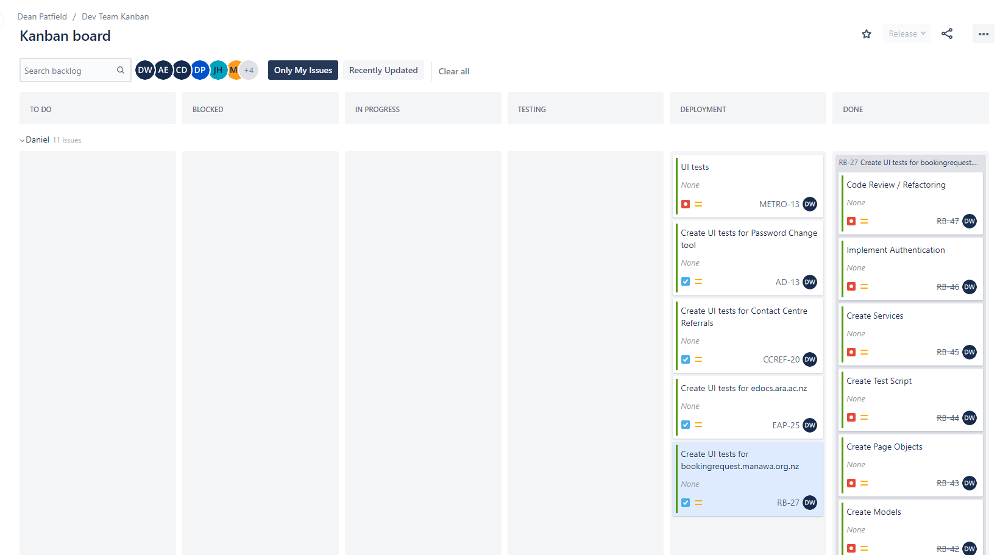 Dean Patfield / Dev Team Kanban
Kanban board
Release
Search backlog
DW AE CD DP JH M +4
Only My Issues
Recently Updated
Clear all
TO DO
BLOCKED
IN PROGRESS
TESTING
DEPLOYMENT
DONE
Daniel 11 issues
UI tests
None
METRO-13 DW
Create UI tests for Password Change
tool
None
AD-13 DW
Create UI tests for Contact Centre
Referrals
None
CCREF-20 DW
Create UI tests for edocs.ara.ac.nz
None
EAP-25 DW
Create UI tests for
bookingrequest.manawa.org.nz
None
RB-27 DW
RB-27 Create UI tests for bookingrequest....
Code Review / Refactoring
None
RB-47 DW
Implement Authentication
None
RB-46 DW
Create Services
None
RB-45 DW
Create Test Script
None
RB-44 DW
Create Page Objects
None
RB-43 DW
Create Models
None
RB-42 DW